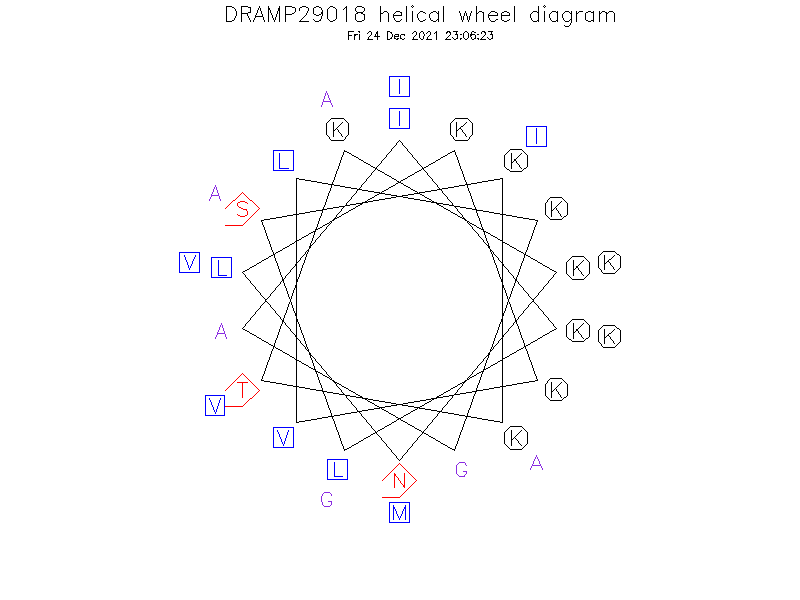 DRAMP29018 helical wheel diagram
Fri 24 Dec 2021 23:06:23
I
A I
K K I
L K
A S K
V L K K
A K K
T K
V
V K
L G A
G N
M